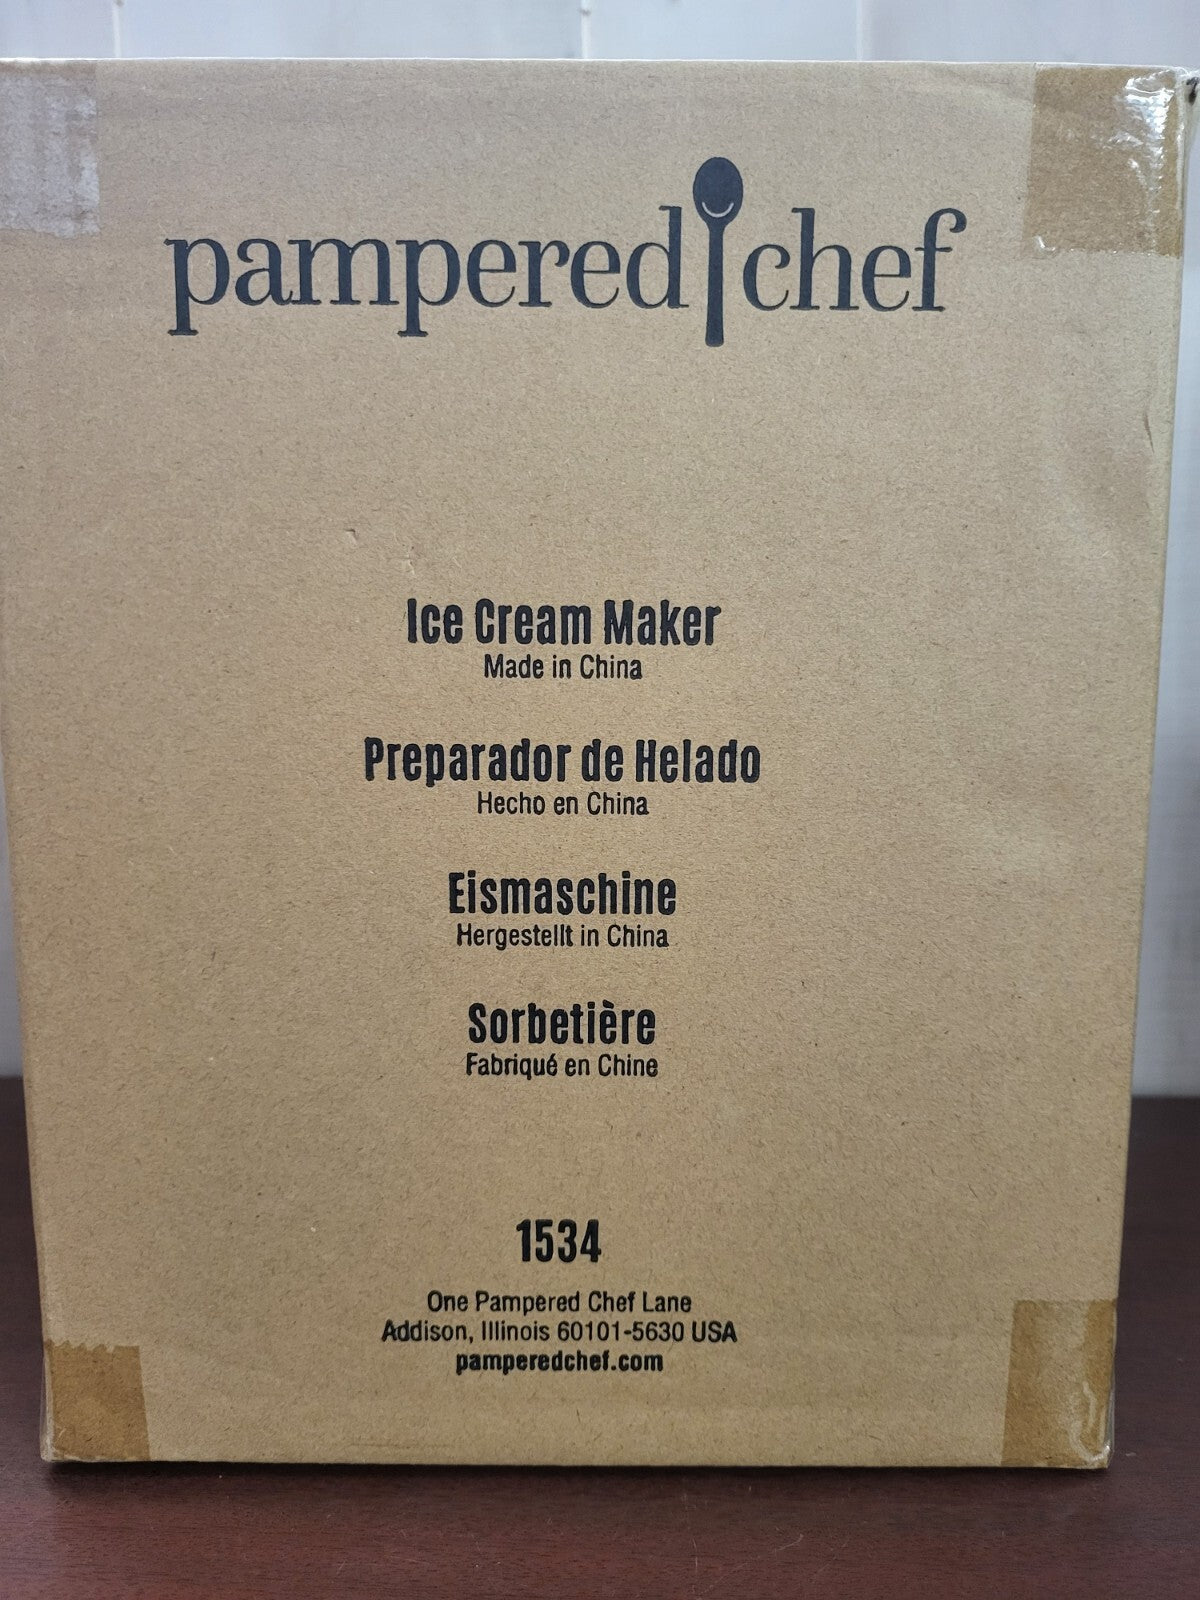 pampered chef
Ice Cream Maker
Made in China
Preparador de Helado
Hecho en China
Eismaschine
Hergestellt in China
Sorbetière
Fabriqué en Chine
1534
One Pampered Chef Lane
Addison, Illinois 60101-5630 USA
pamperedchef.com